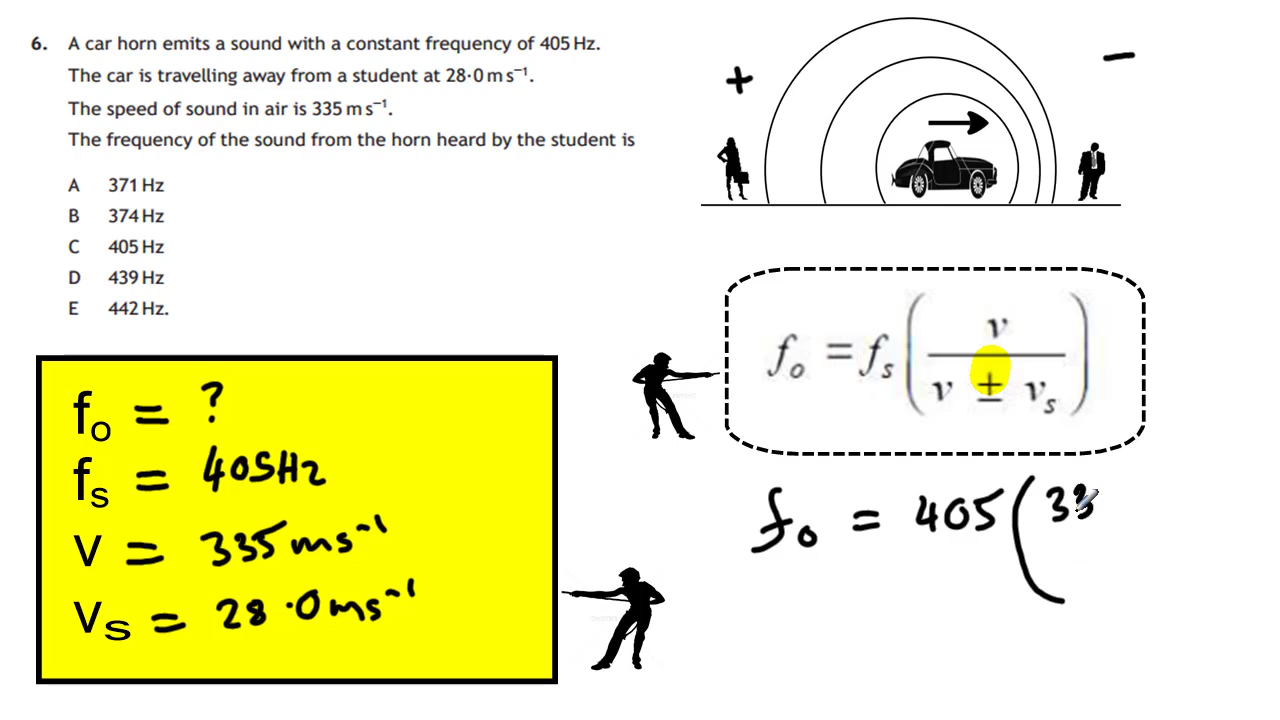 6. A car horn emits a sound with a constant frequency of 405 Hz.
The car is travelling away from a student at 28·0 m s⁻¹.
The speed of sound in air is 335 m s⁻¹.
The frequency of the sound from the horn heard by the student is
A 371 Hz
B 374 Hz
C 405 Hz
D 439 Hz
E 442 Hz.
+ −
fₒ = fₛ ( v / v ± vₛ )
fₒ = ?
fₛ = 405Hz
v = 335 ms⁻¹
vₛ = 28·0ms⁻¹
fₒ = 405 ( 33